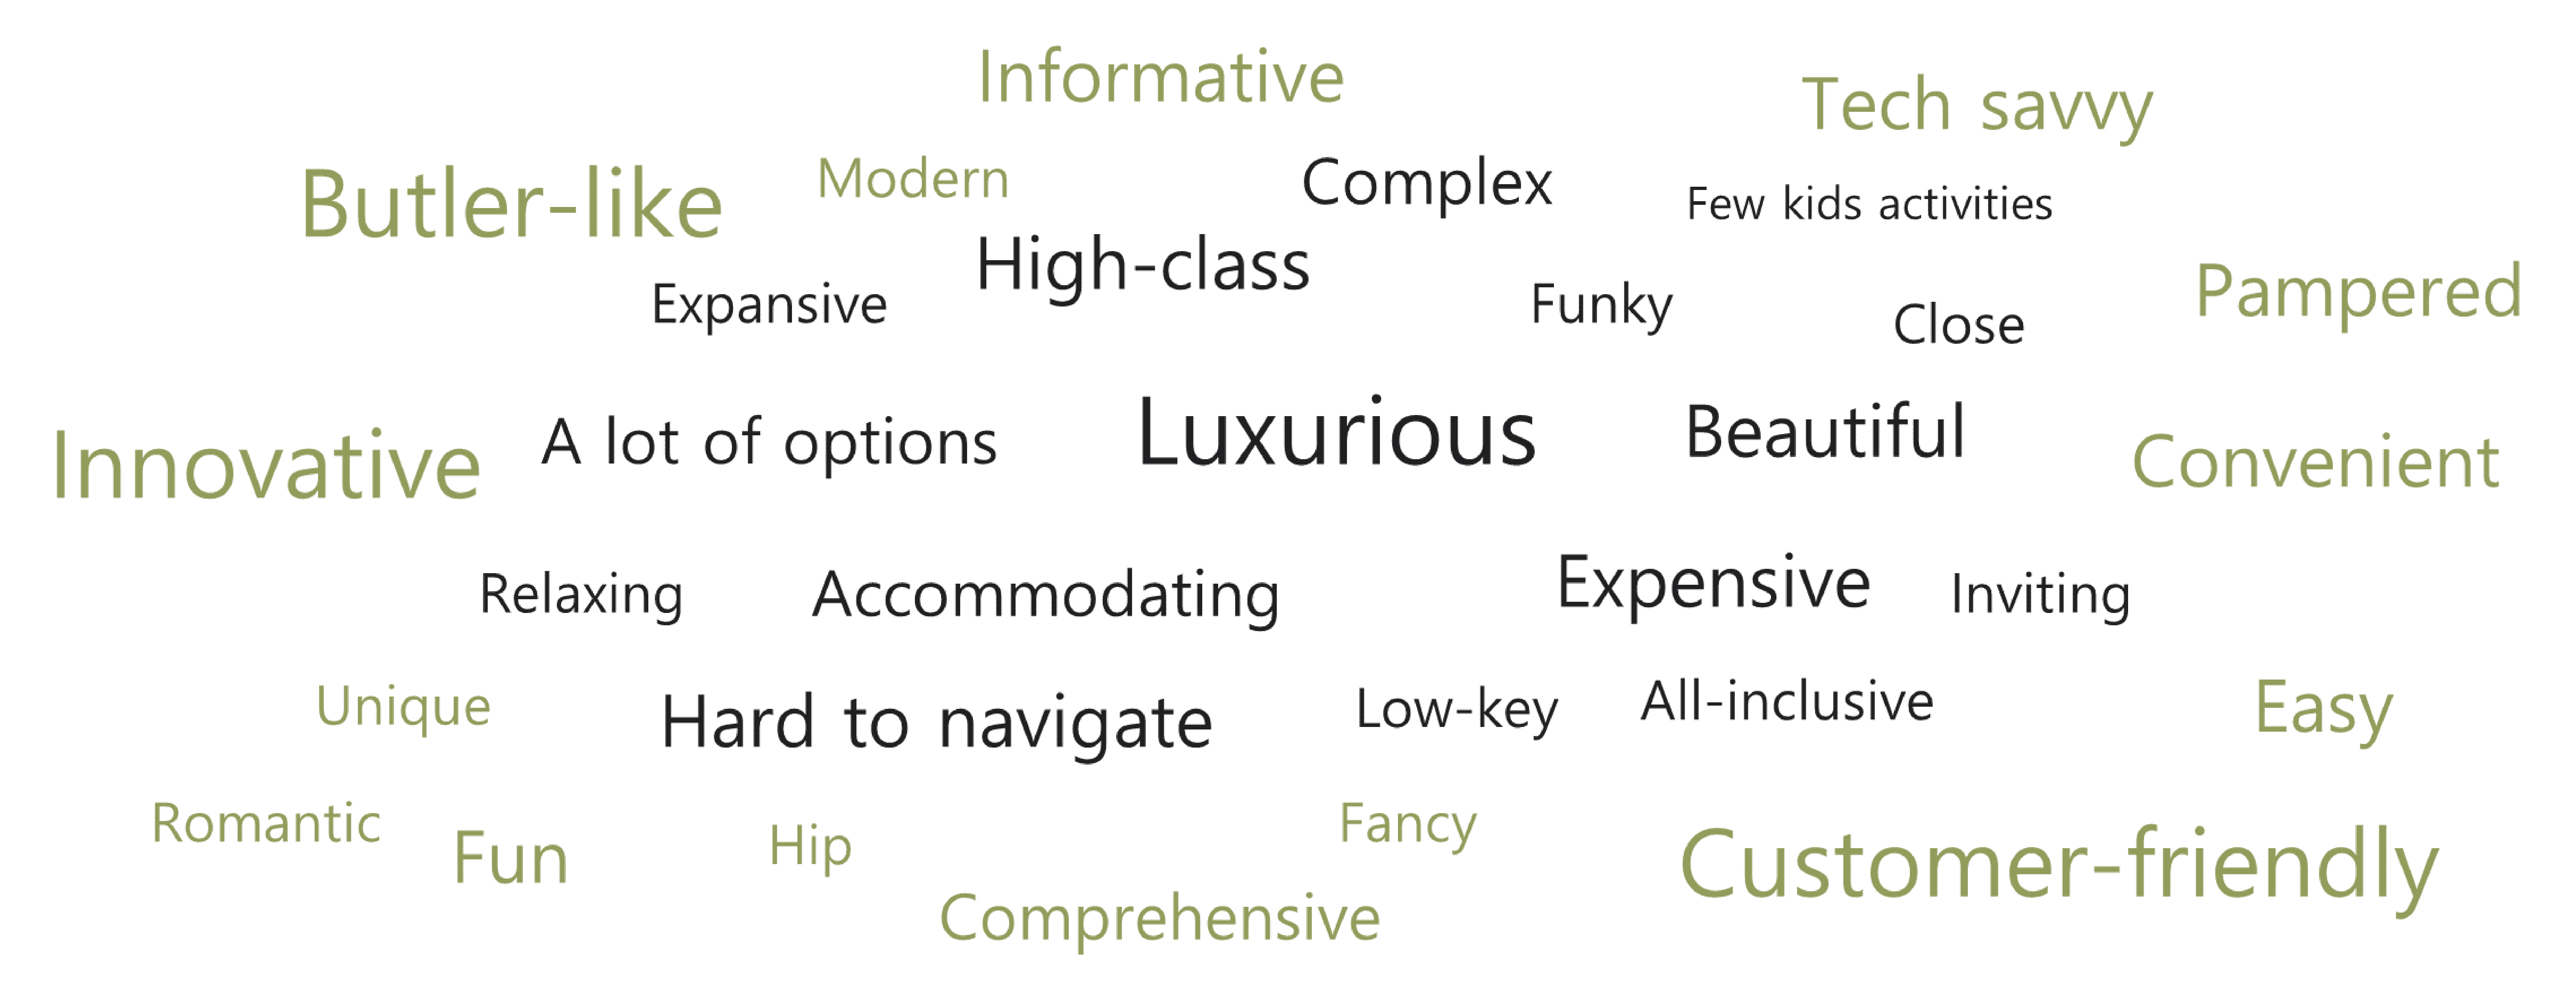 Informative
Tech savvy
Butler-like
Modern
Complex
Few kids activities
High-class
Pampered
Expansive
Funky
Close
Innovative
A lot of options
Luxurious
Beautiful
Convenient
Relaxing
Accommodating
Expensive
Inviting
Unique
Hard to navigate
Low-key
All-inclusive
Easy
Romantic
Fun
Hip
Fancy
Customer-friendly
Comprehensive